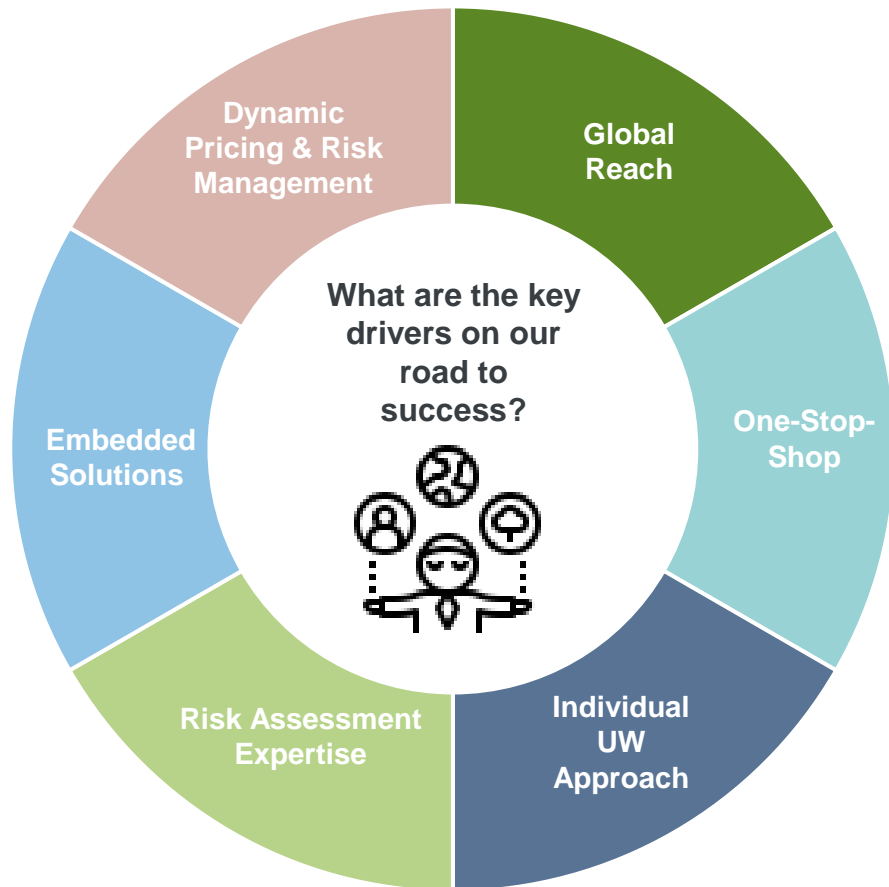 What are the key
drivers on our
road to
success?
Global
Reach
One-Stop-
Shop
Individual
UW
Approach
Risk Assessment
Expertise
Embedded
Solutions
Dynamic
Pricing & Risk
Management